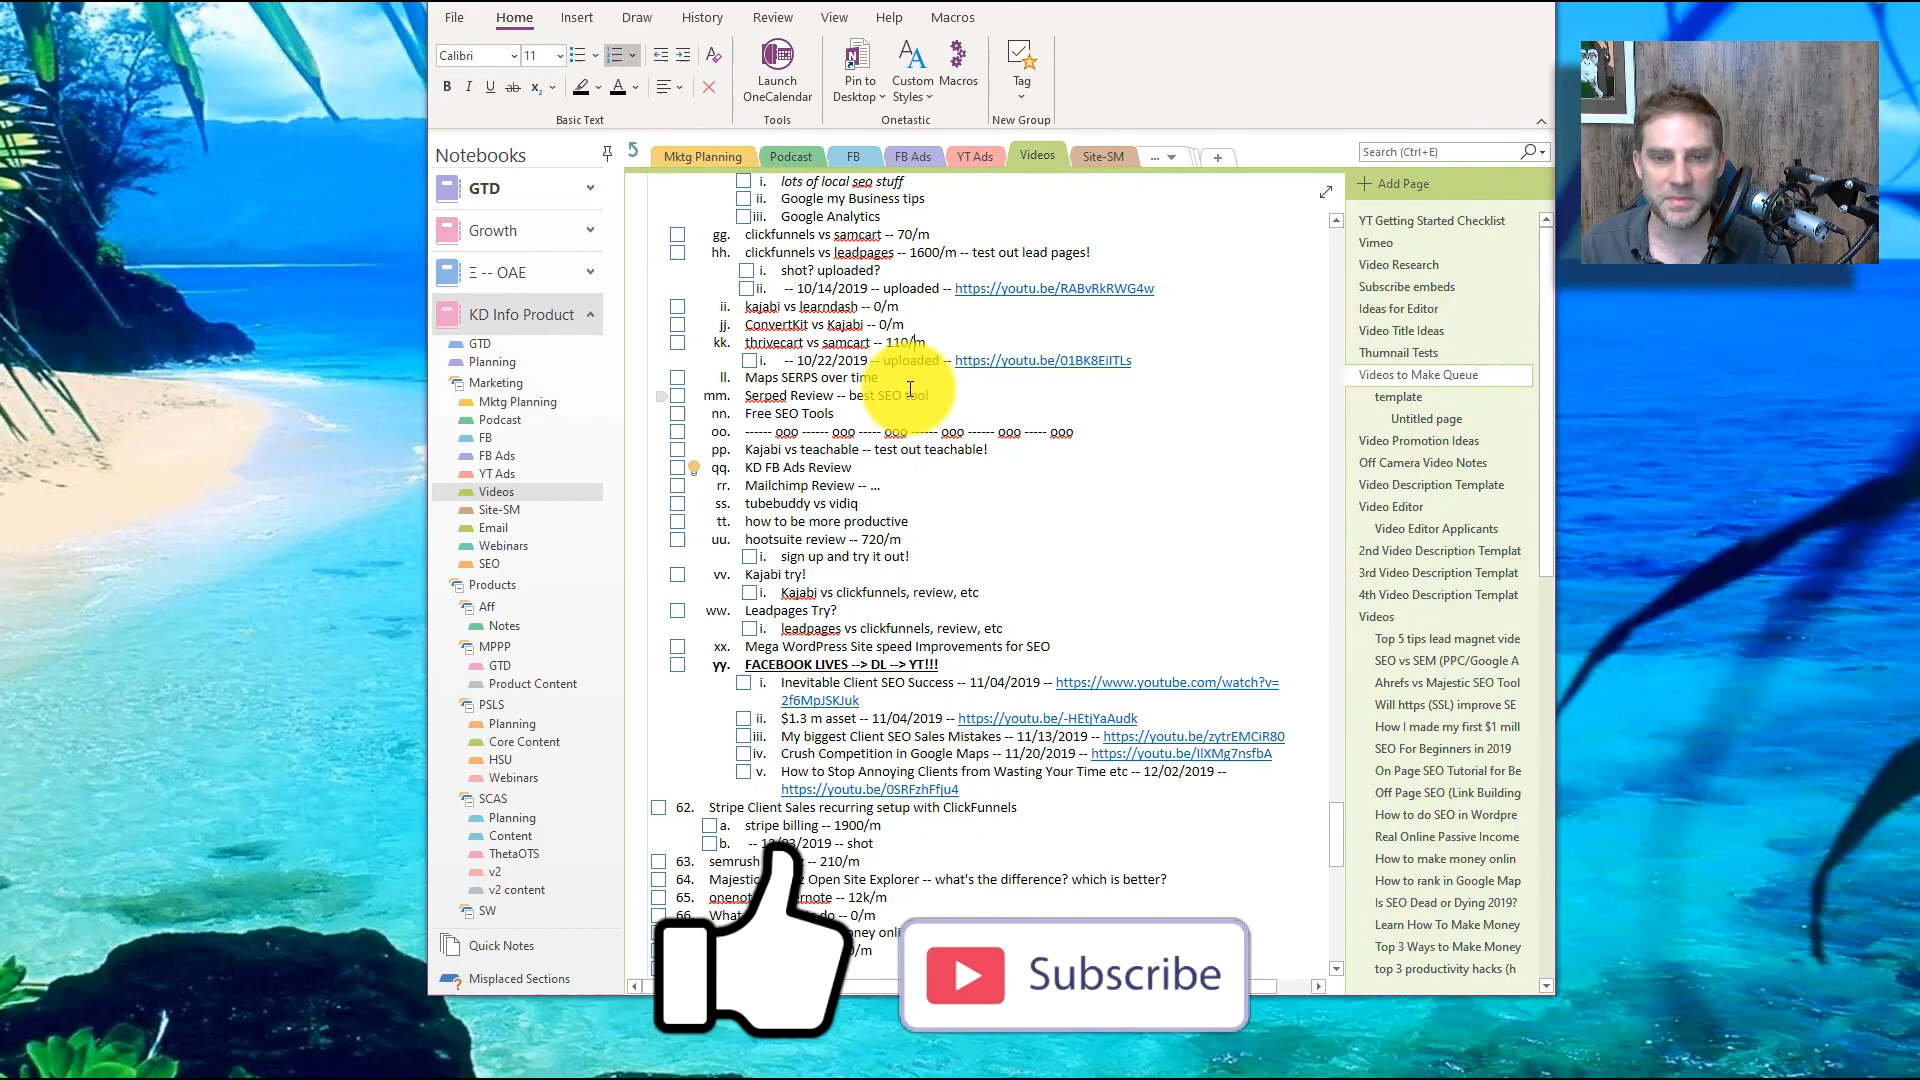 File Home Insert Draw History Review View Help Macros
Calibri 11
B I U ab x₂ A
Launch OneCalendar
Pin to Desktop
Custom Styles
Macros
Tag
Basic Text Tools Onetastic New Group
Notebooks
GTD
Growth
Ξ -- OAE
KD Info Product
GTD
Planning
Marketing
Mktg Planning
Podcast
FB
FB Ads
YT Ads
Videos
Site-SM
Email
Webinars
SEO
Products
Aff
Notes
MPPP
GTD
Product Content
PSLS
Planning
Core Content
HSU
Webinars
SCAS
Planning
Content
ThetaOTS
v2
v2 content
SW
Quick Notes
Misplaced Sections
Mktg Planning Podcast FB FB Ads YT Ads Videos Site-SM ... +
Search (Ctrl+E)
i. lots of local seo stuff
ii. Google my Business tips
iii. Google Analytics
gg. clickfunnels vs samcart -- 70/m
hh. clickfunnels vs leadpages -- 1600/m -- test out lead pages!
i. shot? uploaded?
ii. -- 10/14/2019 -- uploaded -- https://youtu.be/RABvRkRWG4w
ii. kajabi vs learndash -- 0/m
jj. ConvertKit vs Kajabi -- 0/m
kk. thrivecart vs samcart -- 110/m
i. -- 10/22/2019 -- uploaded -- https://youtu.be/01BK8EiITLs
ll. Maps SERPS over time
mm. Serped Review -- best SEO tool
nn. Free SEO Tools
oo. ------ ooo ------ ooo ----- ooo ------ ooo ------ ooo ----- ooo
pp. Kajabi vs teachable -- test out teachable!
qq. KD FB Ads Review
rr. Mailchimp Review -- ...
ss. tubebuddy vs vidiq
tt. how to be more productive
uu. hootsuite review -- 720/m
i. sign up and try it out!
vv. Kajabi try!
i. Kajabi vs clickfunnels, review, etc
ww. Leadpages Try?
i. leadpages vs clickfunnels, review, etc
xx. Mega WordPress Site speed Improvements for SEO
yy. FACEBOOK LIVES --> DL --> YT!!!
i. Inevitable Client SEO Success -- 11/04/2019 -- https://www.youtube.com/watch?v=
2f6MpJSKJuk
ii. $1.3 m asset -- 11/04/2019 -- https://youtu.be/-HEtjYaAudk
iii. My biggest Client SEO Sales Mistakes -- 11/13/2019 -- https://youtu.be/zytrEMCiR80
iv. Crush Competition in Google Maps -- 11/20/2019 -- https://youtu.be/IlXMg7nsfbA
v. How to Stop Annoying Clients from Wasting Your Time etc -- 12/02/2019 --
https://youtu.be/0SRFzhFfju4
62. Stripe Client Sales recurring setup with ClickFunnels
a. stripe billing -- 1900/m
b. -- /2019 -- shot
63. semrush -- 210/m
64. Majestic Open Site Explorer -- what's the difference? which is better?
65. -- 12k/m
66. do -- 0/m
Subscribe
Add Page
YT Getting Started Checklist
Vimeo
Video Research
Subscribe embeds
Ideas for Editor
Video Title Ideas
Thumnail Tests
Videos to Make Queue
template
Untitled page
Video Promotion Ideas
Off Camera Video Notes
Video Description Template
Video Editor
Video Editor Applicants
2nd Video Description Templat
3rd Video Description Templat
4th Video Description Templat
Videos
Top 5 tips lead magnet vide
SEO vs SEM (PPC/Google A
Ahrefs vs Majestic SEO Tool
Will https (SSL) improve SE
How I made my first $1 mill
SEO For Beginners in 2019
On Page SEO Tutorial for Be
Off Page SEO (Link Building
How to do SEO in Wordpre
Real Online Passive Income
How to make money onlin
How to rank in Google Map
Is SEO Dead or Dying 2019?
Learn How To Make Money
Top 3 Ways to Make Money
top 3 productivity hacks (h